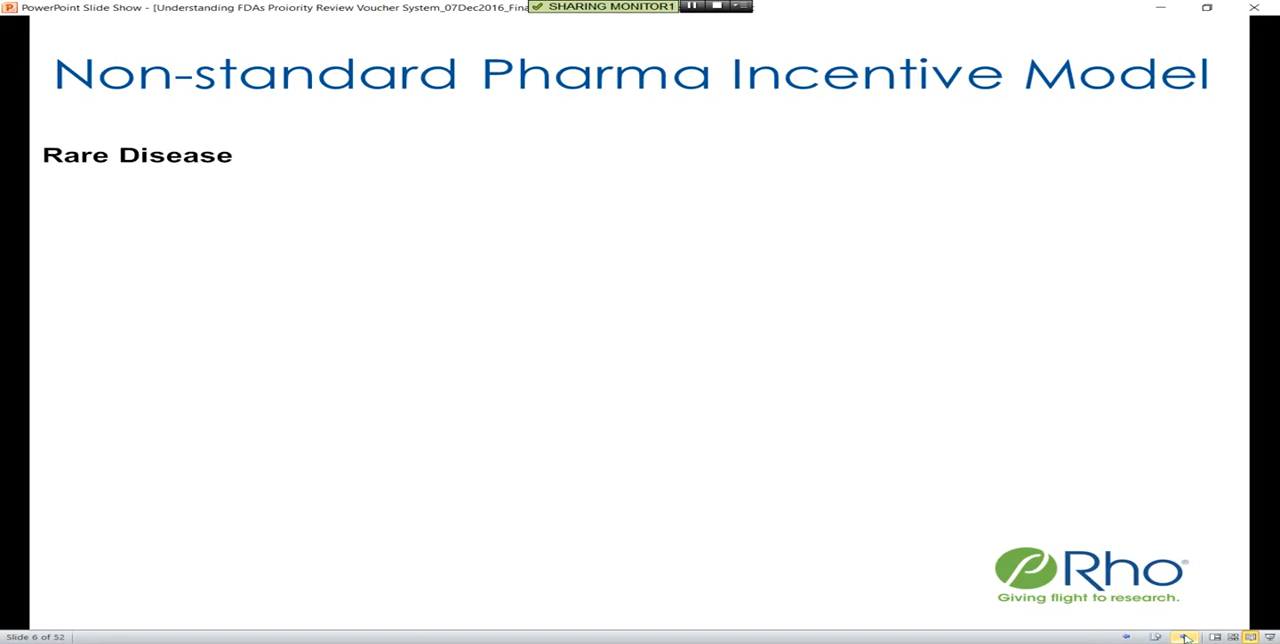 PowerPoint Slide Show - [Understanding FDAs Proiority Review Voucher System_07Dec2016_Fina
SHARING MONITOR1
Non-standard Pharma Incentive Model
Rare Disease
Rho®
Giving flight to research.
Slide 6 of 52